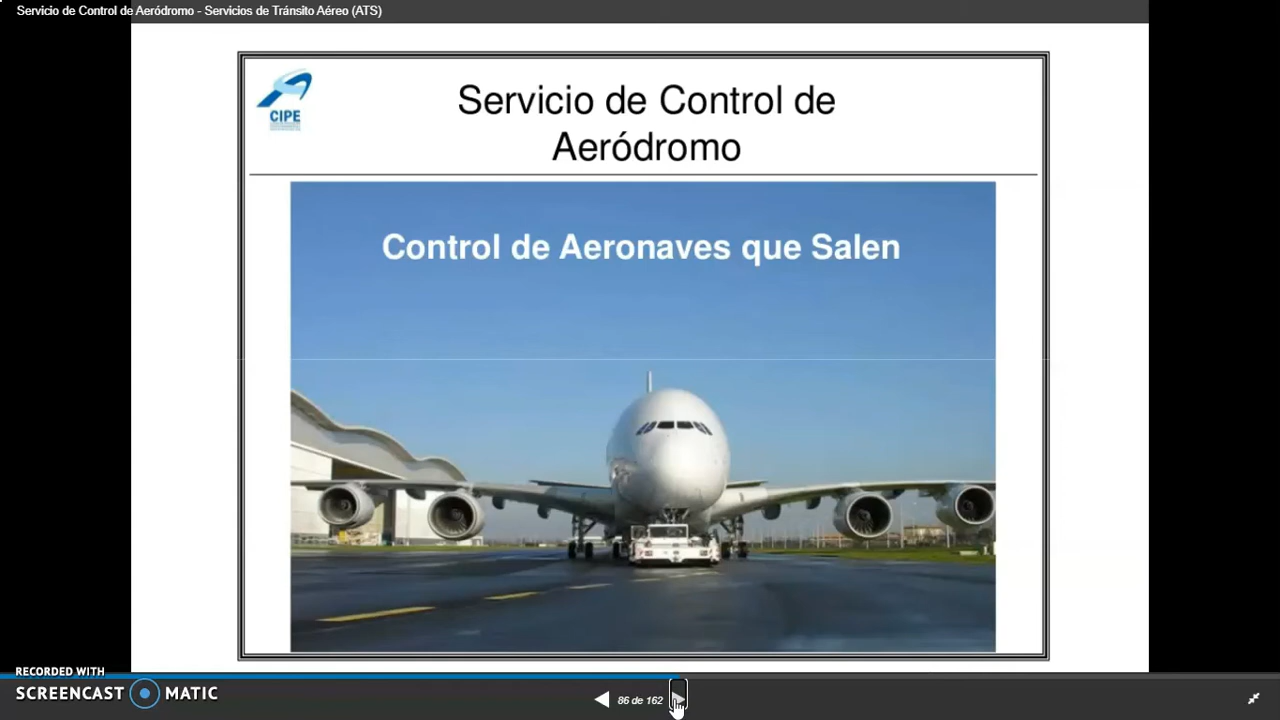 Servicio de Control de Aeródromo - Servicios de Tránsito Aéreo (ATS)
CIPE
Servicio de Control de
Aeródromo
Control de Aeronaves que Salen
RECORDED WITH
SCREENCAST MATIC
86 de 162